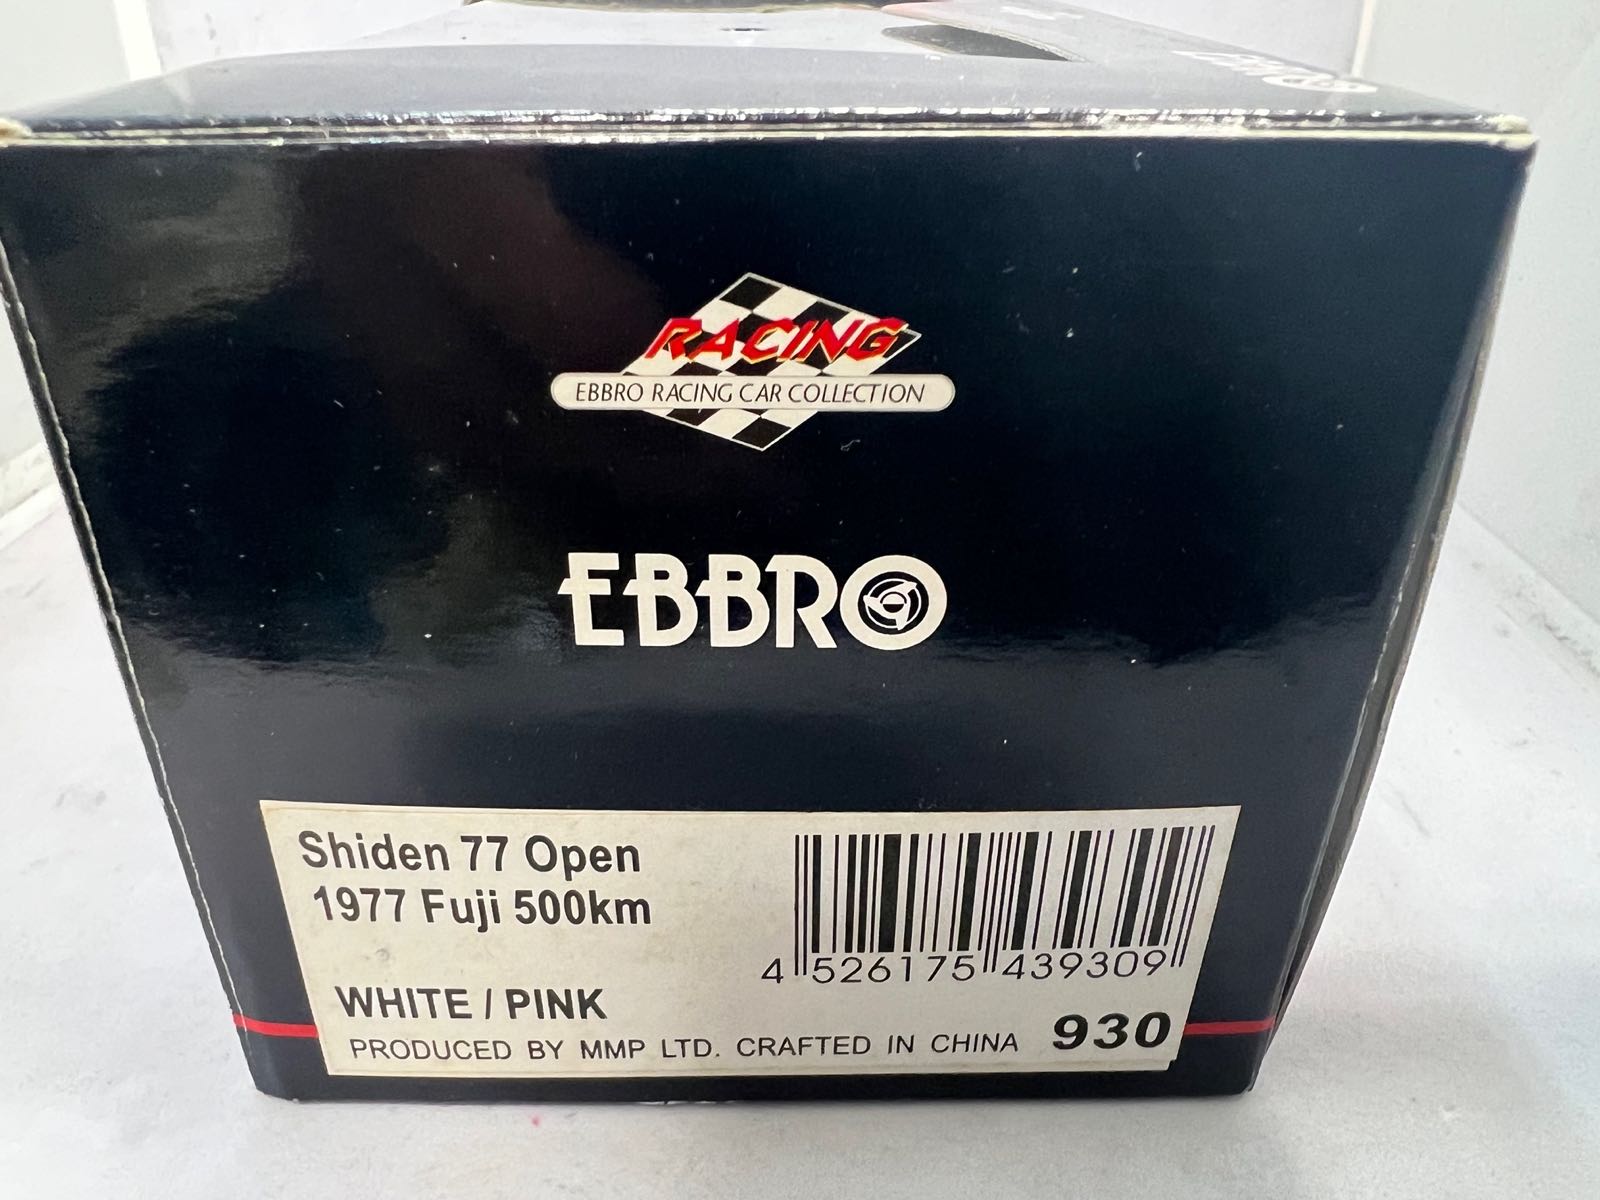 EBBRO
RACING
EBBRO RACING CAR COLLECTION
EBBRO
Shiden 77 Open
1977 Fuji 500km
4 526175 439309
WHITE / PINK
930
PRODUCED BY MMP LTD. CRAFTED IN CHINA